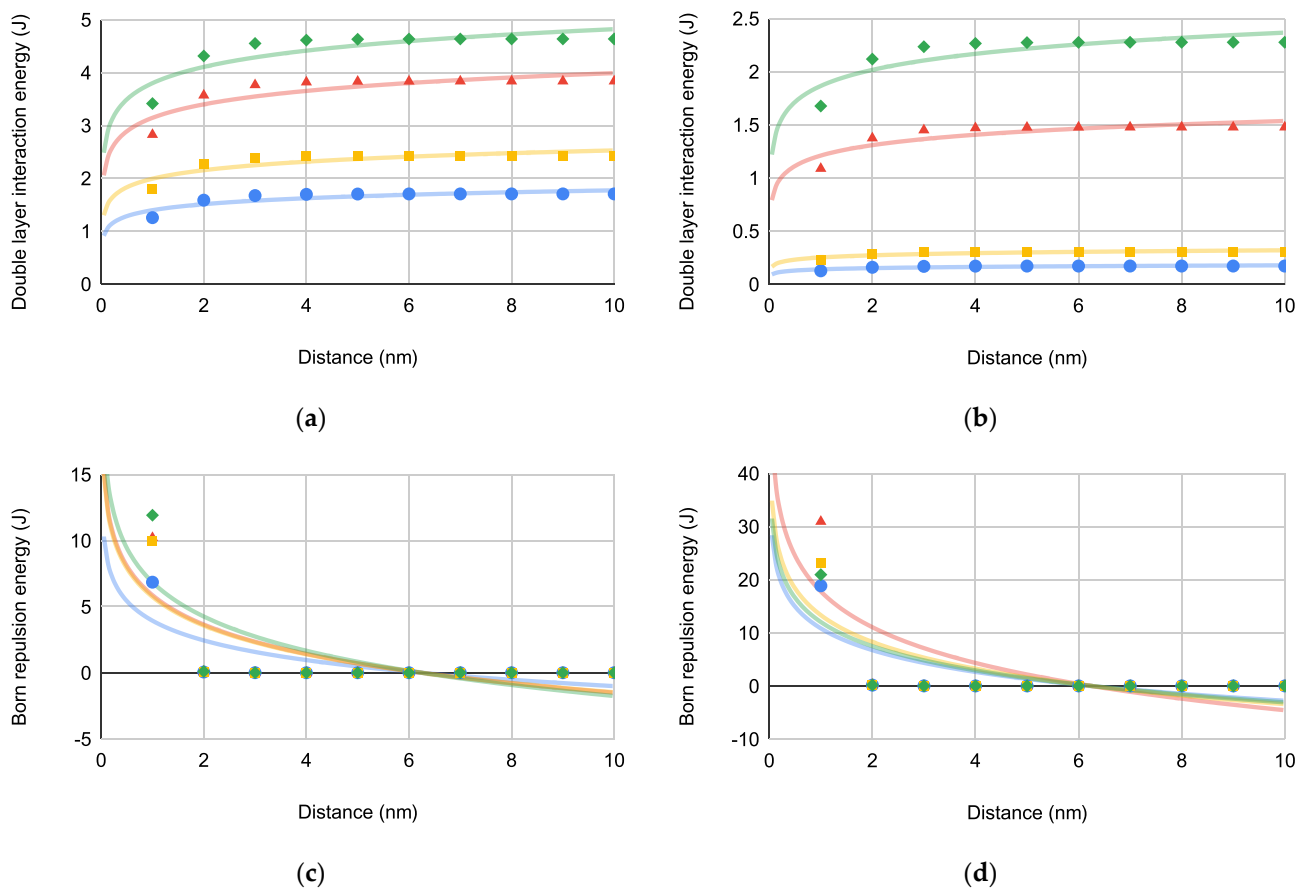 Double layer interaction energy (J)
5
4
3
2
1
0
0 2 4 6 8 10
Distance (nm)
(a)
Double layer interaction energy (J)
2.5
2
1.5
1
0.5
0
0 2 4 6 8 10
Distance (nm)
(b)
Born repulsion energy (J)
15
10
5
0
-5
0 2 4 6 8 10
Distance (nm)
(c)
Born repulsion energy (J)
40
30
20
10
0
-10
0 2 4 6 8 10
Distance (nm)
(d)